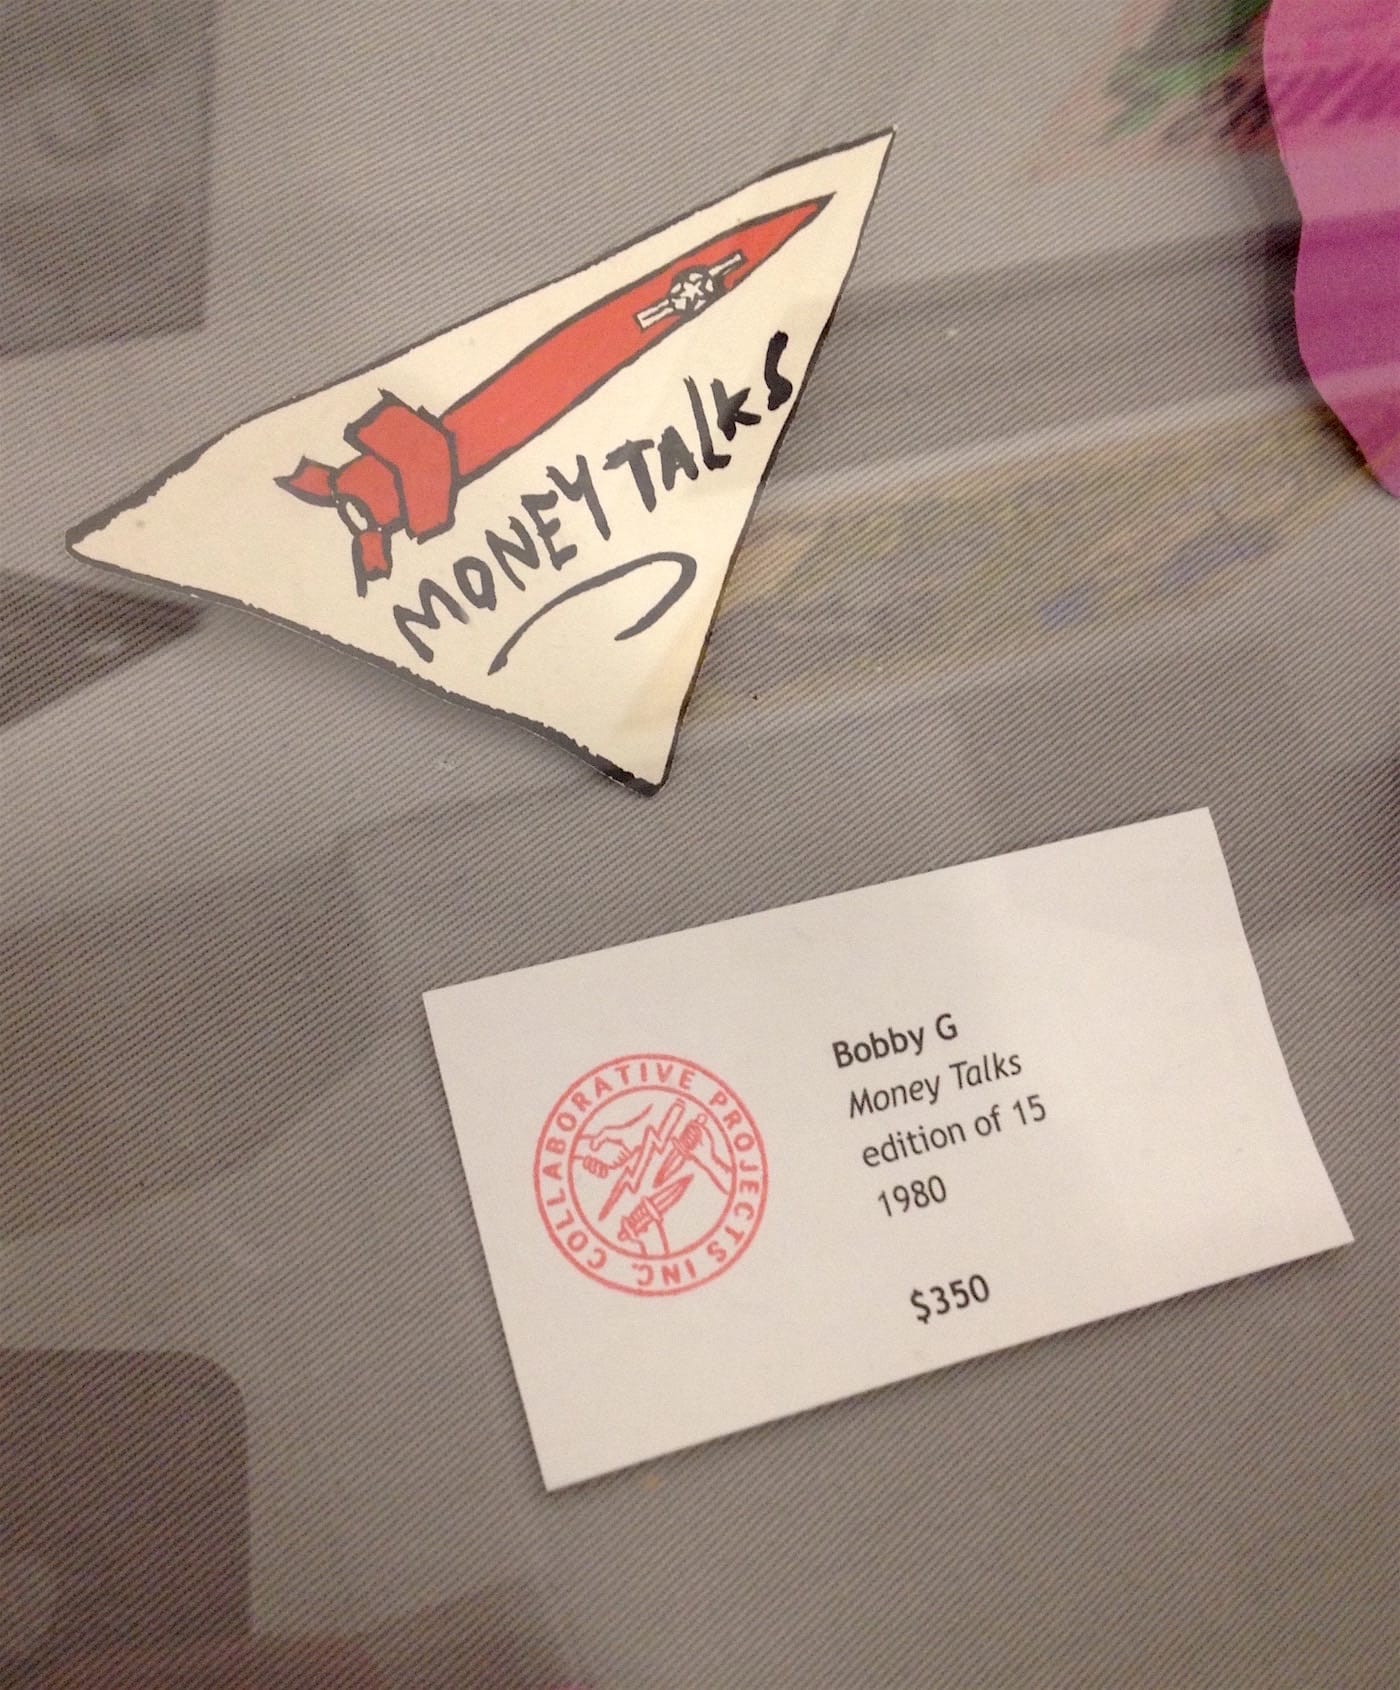 MONEY TALKS
COLLABORATIVE PROJECTS INC.
Bobby G
Money Talks
edition of 15
1980
$350